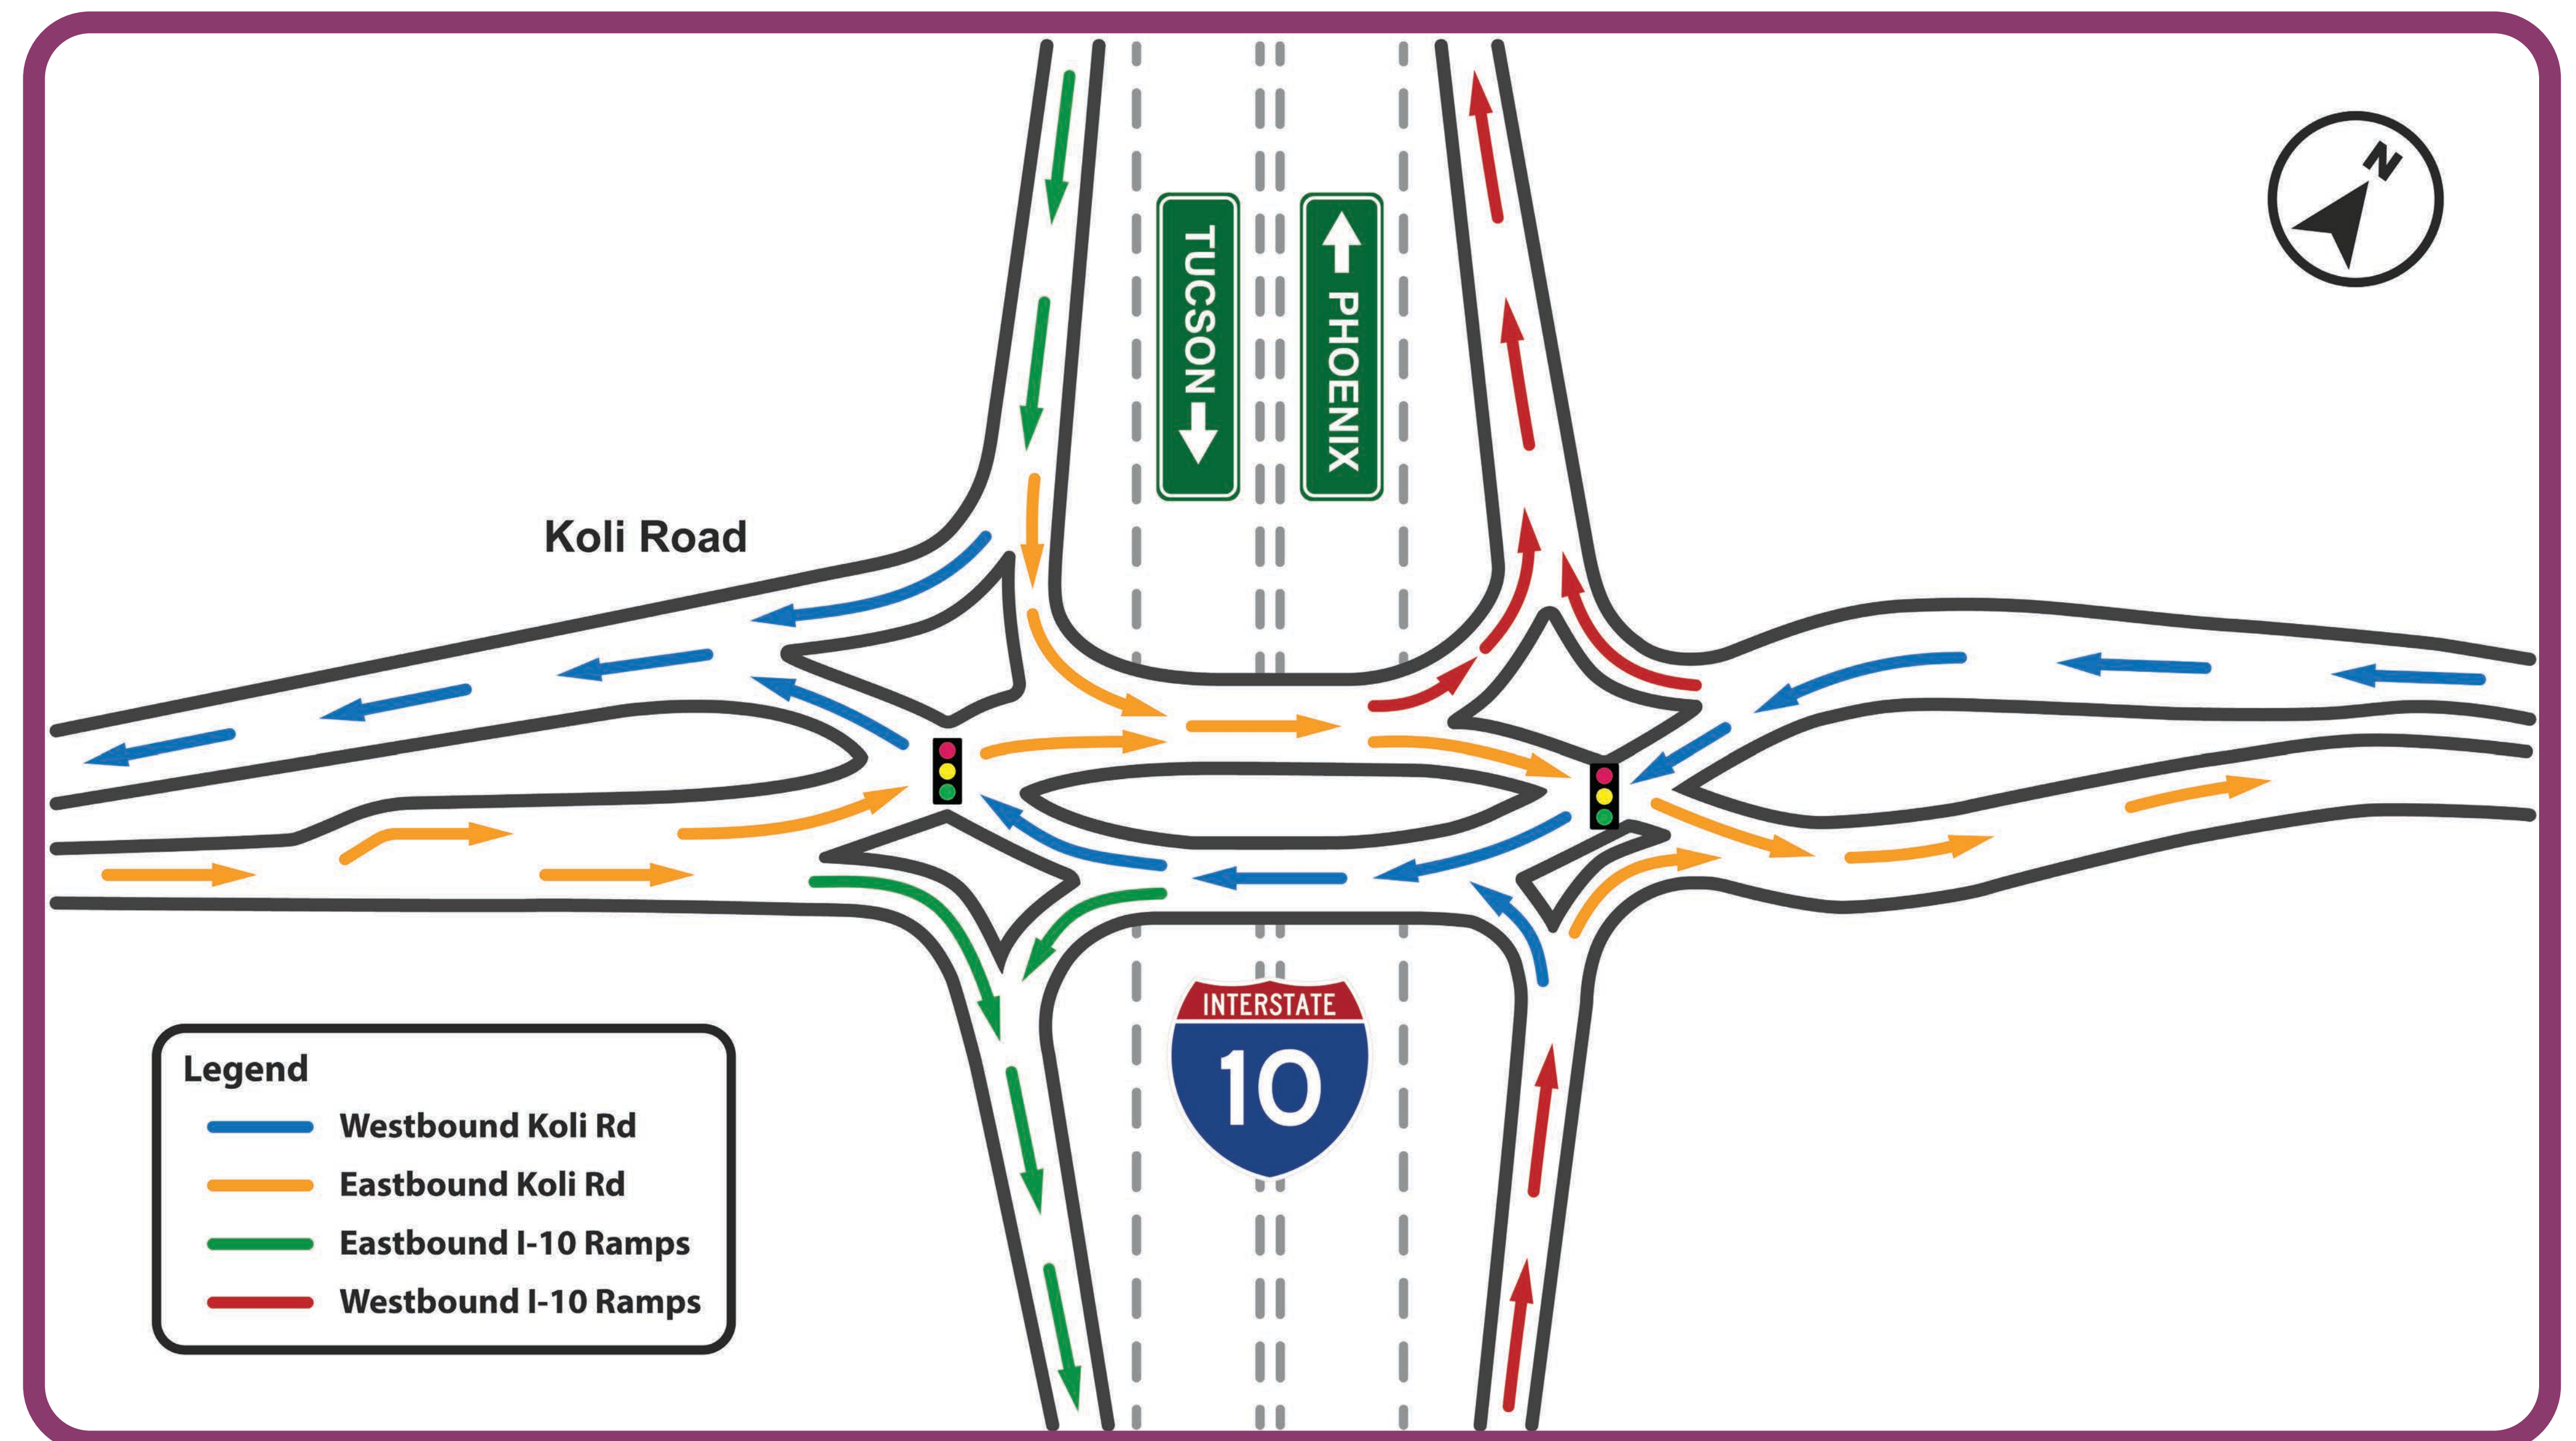 N
TUCSON
PHOENIX
Koli Road
INTERSTATE
10
Legend
Westbound Koli Rd
Eastbound Koli Rd
Eastbound I-10 Ramps
Westbound I-10 Ramps